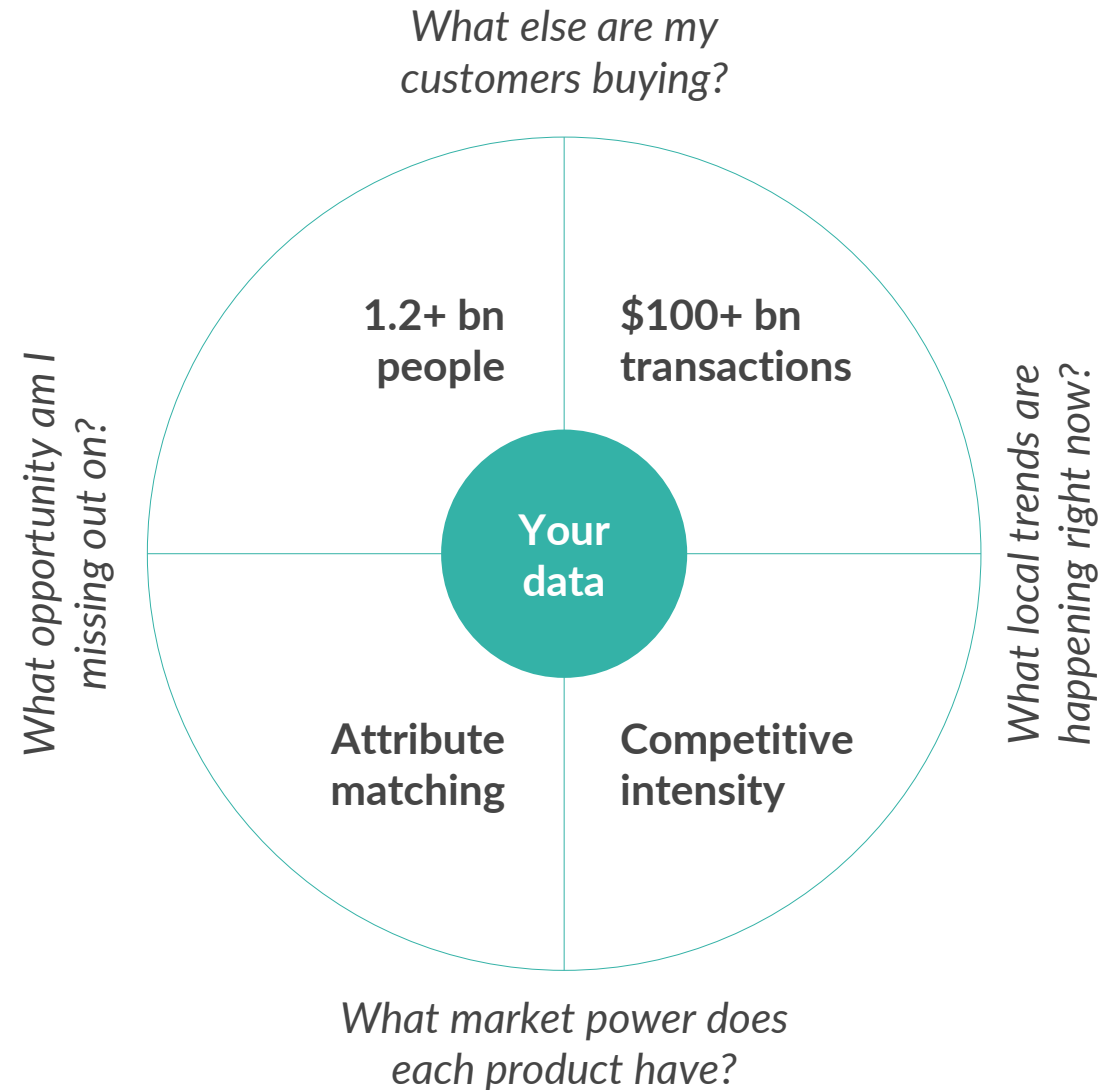 What else are my
customers buying?
1.2+ bn
people
$100+ bn
transactions
What opportunity am I
missing out on?
Your
data
What local trends are
happening right now?
Attribute
matching
Competitive
intensity
What market power does
each product have?